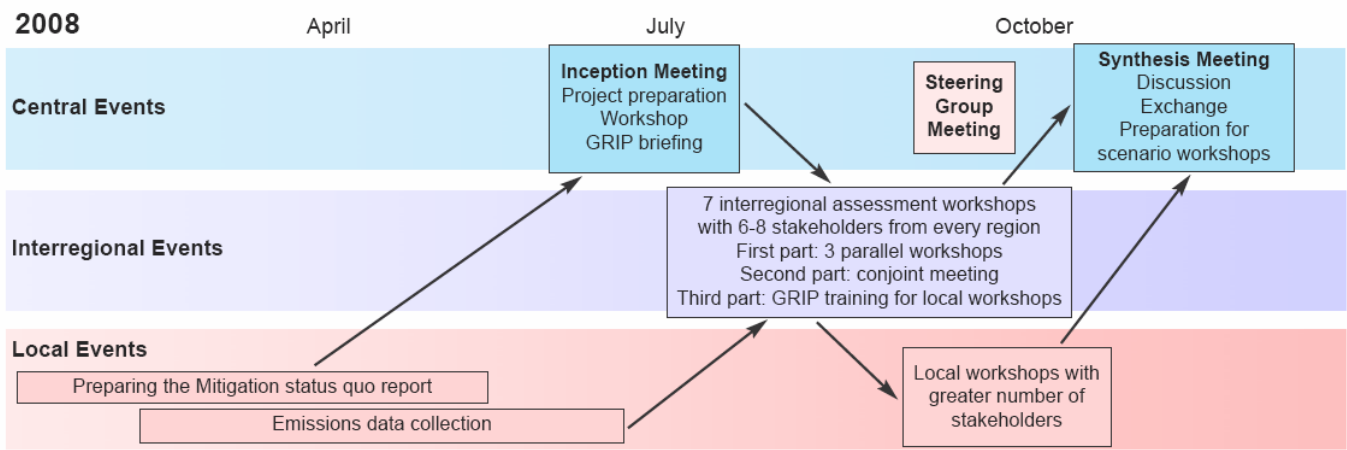 2008
April
July
October
Central Events
Inception Meeting
Project preparation
Workshop
GRIP briefing
Steering
Group
Meeting
Synthesis Meeting
Discussion
Exchange
Preparation for
scenario workshops
Interregional Events
7 interregional assessment workshops
with 6-8 stakeholders from every region
First part: 3 parallel workshops
Second part: conjoint meeting
Third part: GRIP training for local workshops
Local Events
Preparing the Mitigation status quo report
Emissions data collection
Local workshops with
greater number of
stakeholders